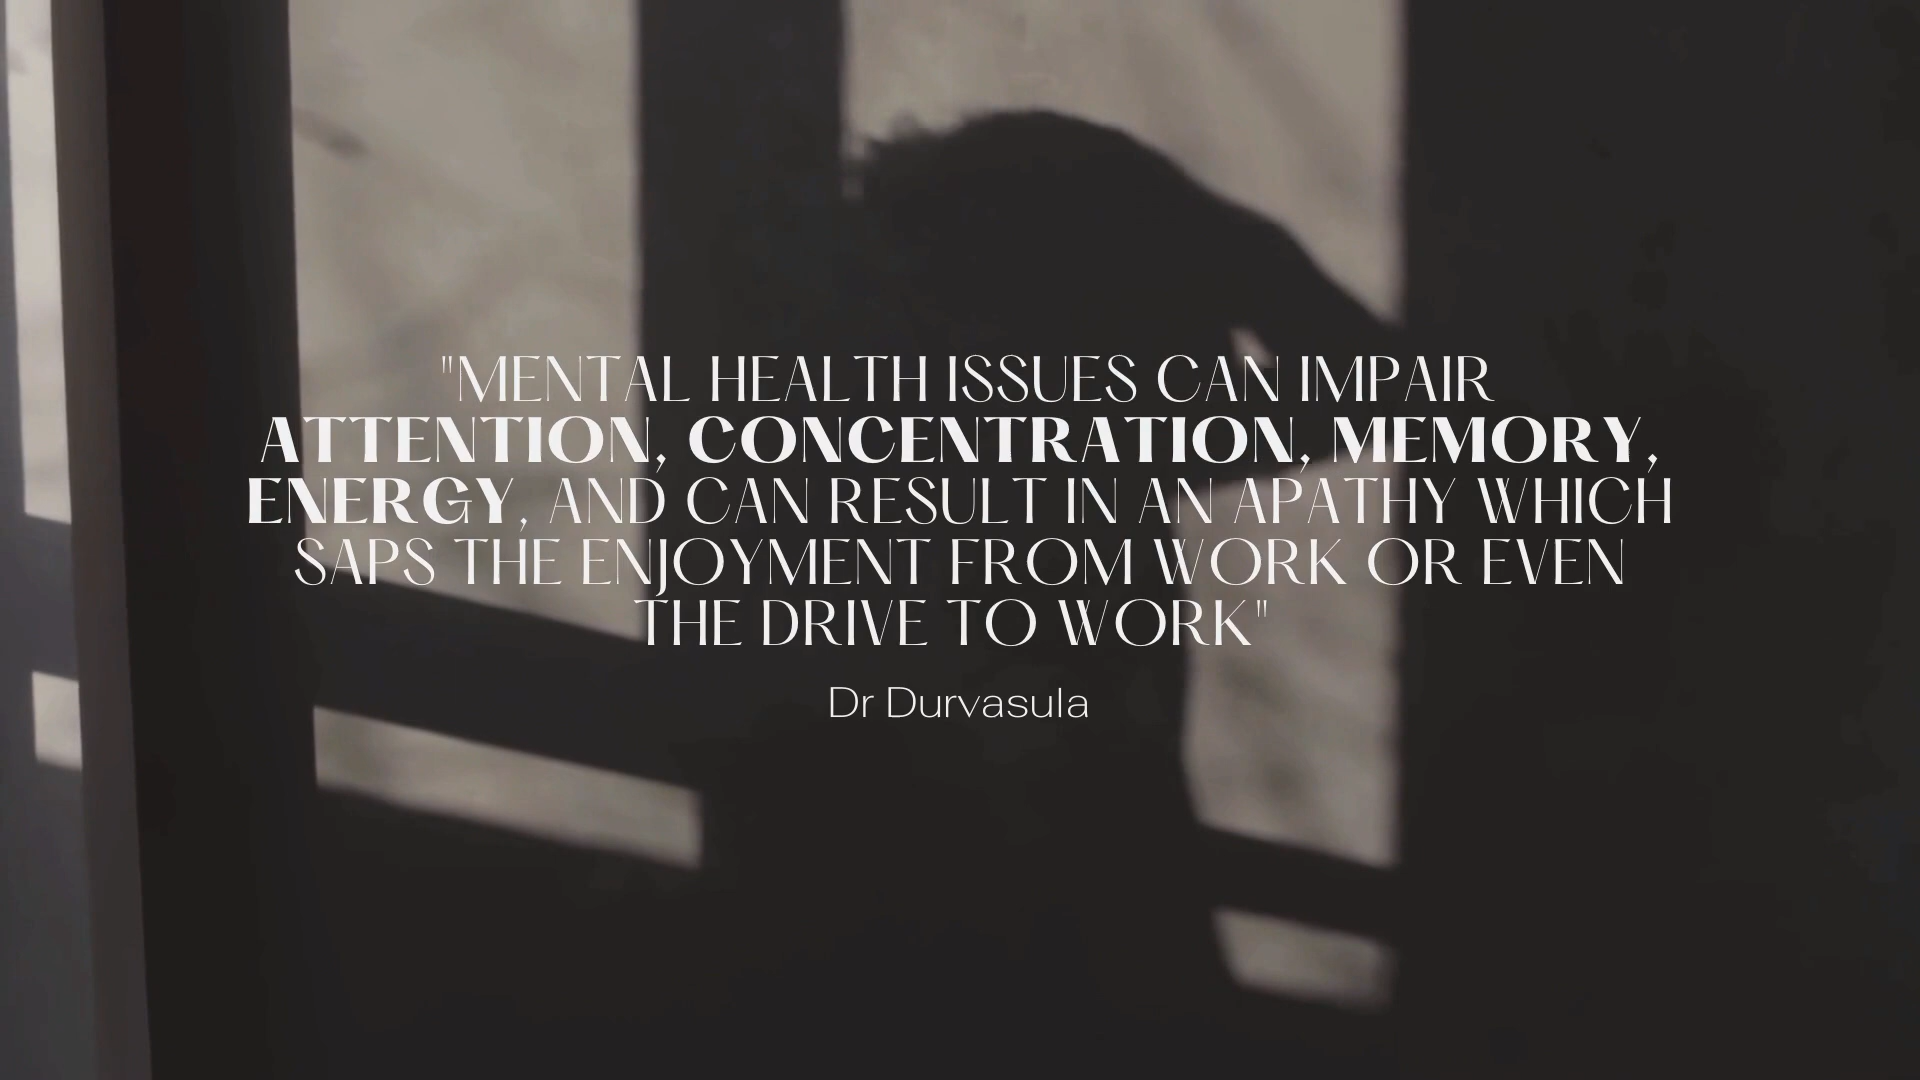 "MENTAL HEALTH ISSUES CAN IMPAIR
ATTENTION, CONCENTRATION, MEMORY,
ENERGY, AND CAN RESULT IN AN APATHY WHICH
SAPS THE ENJOYMENT FROM WORK OR EVEN
THE DRIVE TO WORK"
Dr Durvasula